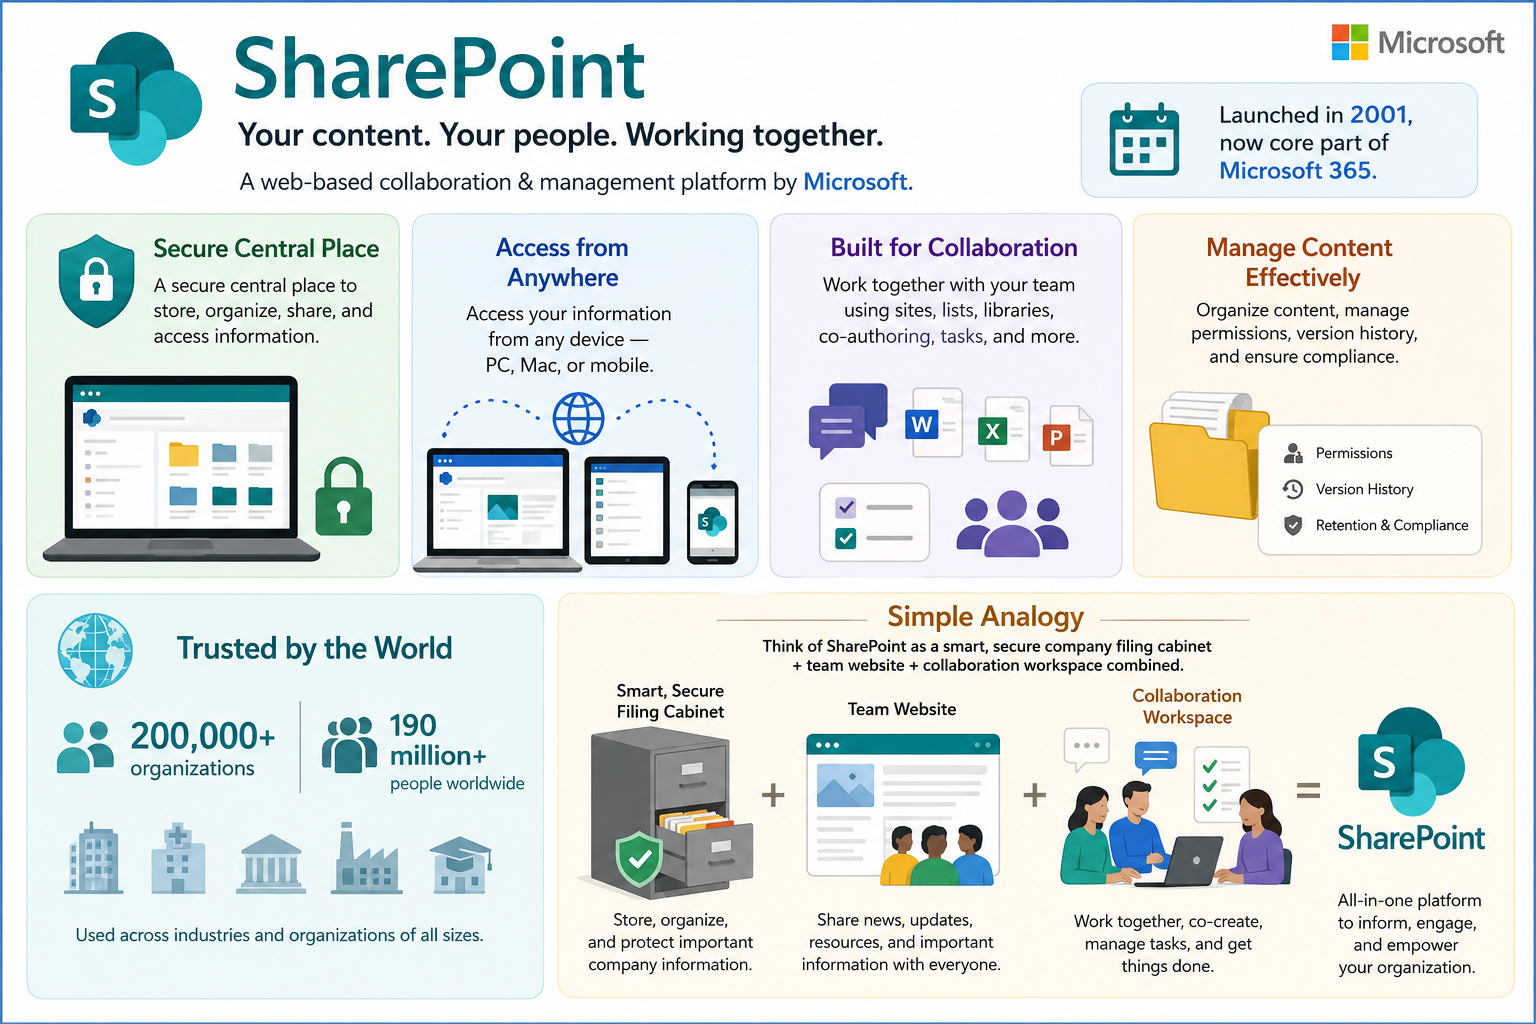 S
SharePoint
Your content. Your people. Working together.
A web-based collaboration & management platform by Microsoft.
Microsoft
Launched in 2001,
now core part of
Microsoft 365.
Secure Central Place
A secure central place to
store, organize, share, and
access information.
Access from
Anywhere
Access your information
from any device —
PC, Mac, or mobile.
S
Built for Collaboration
Work together with your team
using sites, lists, libraries,
co-authoring, tasks, and more.
W
X
P
Manage Content
Effectively
Organize content, manage
permissions, version history,
and ensure compliance.
Permissions
Version History
Retention & Compliance
Trusted by the World
200,000+
organizations
190
million+
people worldwide
Used across industries and organizations of all sizes.
Simple Analogy
Think of SharePoint as a smart, secure company filing cabinet
+ team website + collaboration workspace combined.
Smart, Secure
Filing Cabinet
Store, organize,
and protect important
company information.
+
Team Website
Share news, updates,
resources, and important
information with everyone.
+
Collaboration
Workspace
Work together, co-create,
manage tasks, and get
things done.
=
S
SharePoint
All-in-one platform
to inform, engage,
and empower
your organization.